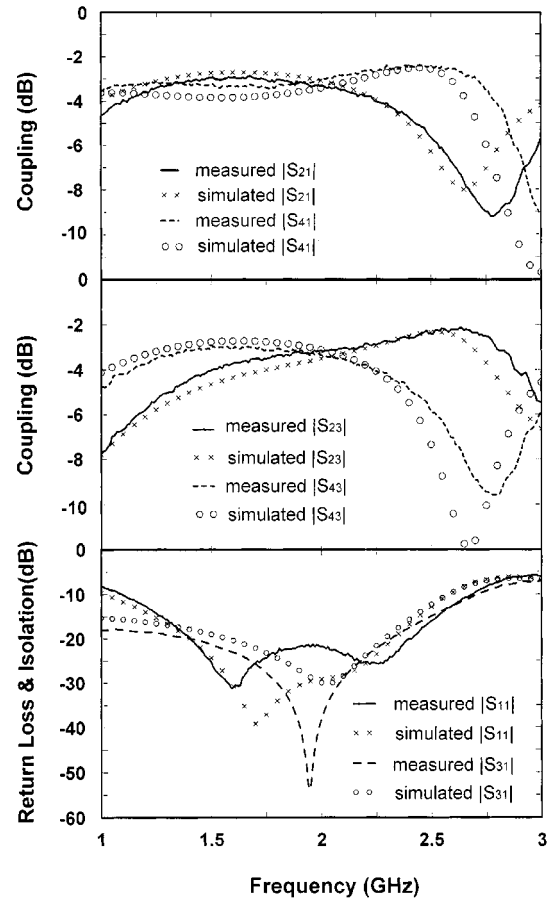 0
-2
-4
-6
-8
-10
Coupling (dB)
measured |S21|
simulated |S21|
measured |S41|
simulated |S41|
0
-2
-4
-6
-8
-10
Coupling (dB)
measured |S23|
simulated |S23|
measured |S43|
simulated |S43|
0
-10
-20
-30
-40
-50
-60
Return Loss & Isolation(dB)
measured |S11|
simulated |S11|
measured |S31|
simulated |S31|
1
1.5
2
2.5
3
Frequency (GHz)